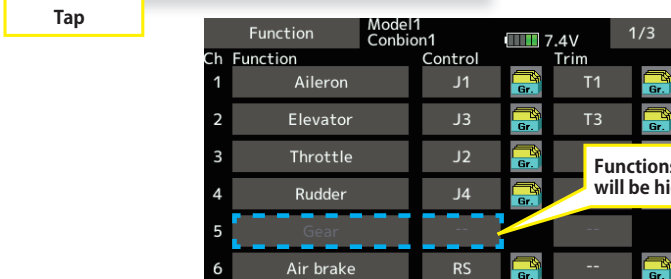 Tap
Function Model1 Conbion1 7.4V 1/3
Ch Function Control Trim
1 Aileron J1 Gr. T1 Gr.
2 Elevator J3 Gr. T3 Gr.
3 Throttle J2 Gr.
Functions
will be hi
4 Rudder J4 Gr.
5 Gear -- --
6 Air brake RS Gr. -- Gr.